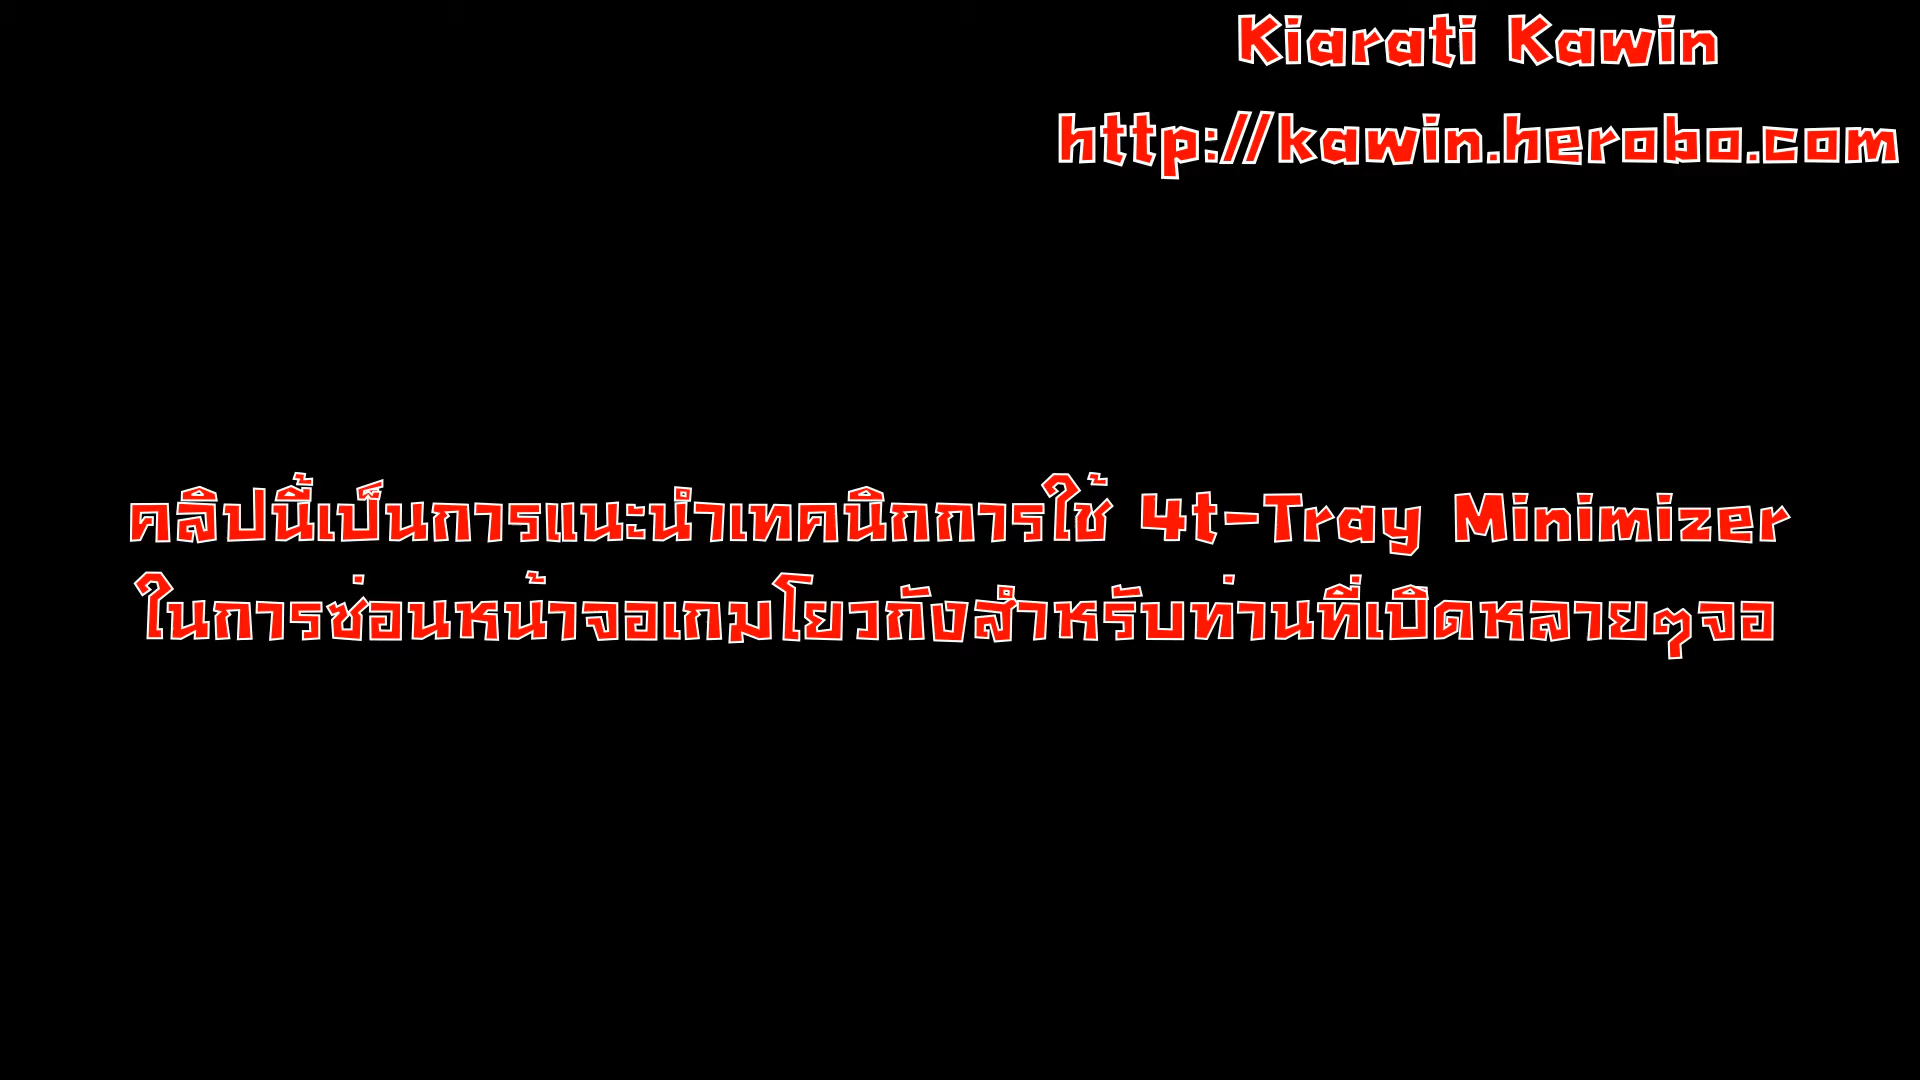 Kiarati Kawin
http://kawin.herobo.com
คลิปนี้เป็นการแนะนำเทคนิคการใช้ 4t-Tray Minimizer
ในการซ่อนหน้าจอเกมโยวกังสำหรับท่านที่เปิดหลายๆจอ